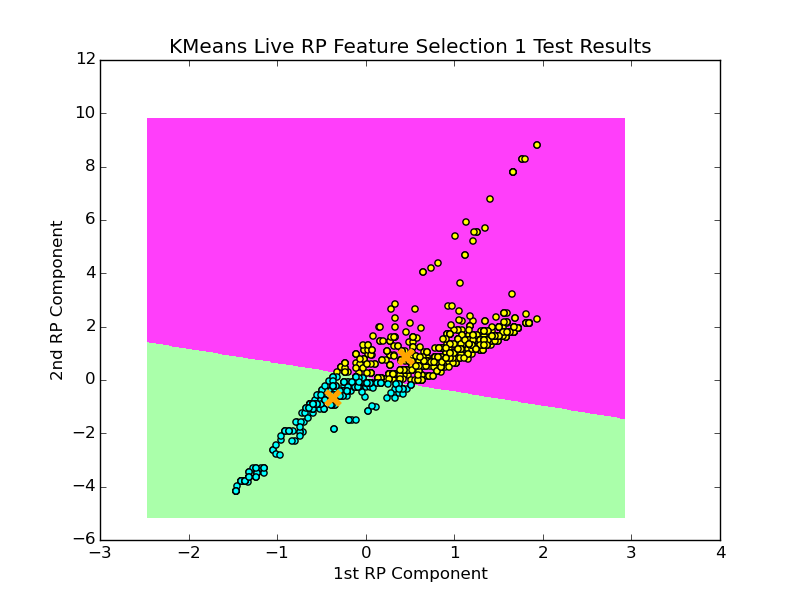 KMeans Live RP Feature Selection 1 Test Results
12
10
8
6
4
2
0
−2
−4
−6
2nd RP Component
−3 −2 −1 0 1 2 3 4
1st RP Component